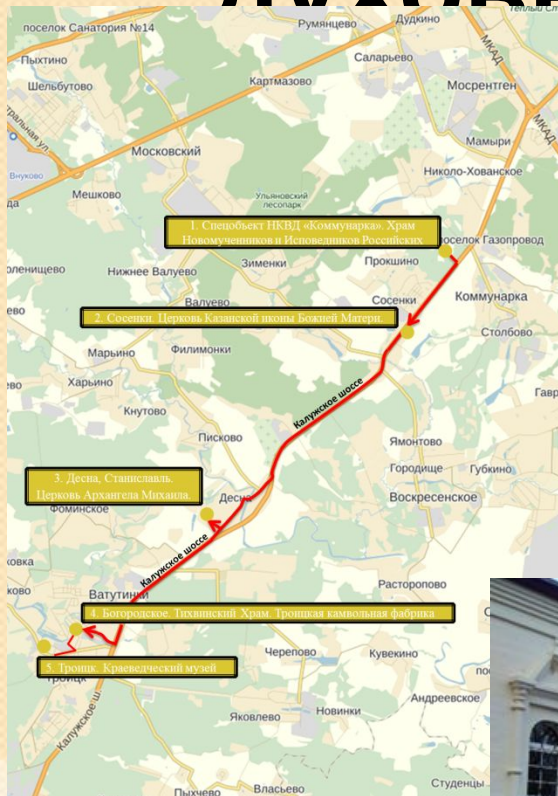 Румянцево
Дудкино
поселок Санатория №14
Пыхтино
Саларьево
МКАД
Шельбутово
Картмазово
Мосрентген
МКАД
Московский
Мамыри
Внуково
Николо-Хованское
Мешково
Ульяновский
лесопарк
1. Спецобъект НКВД «Коммунарка». Храм
Новомучеников и Исповедников Российских
Нижнее Валуево
Зименки
Прокшино
Валуево
Сосенки
Коммунарка
2. Сосенки. Церковь Казанской иконы Божией Матери.
Столбово
Марьино
Филимонки
Харьино
Кнутово
Калужское шоссе
Писково
Ямонтово
3. Десна, Станиславль.
Церковь Архангела Михаила.
Городище
Губкино
Десна
Воскресенское
Фоминское
Калужское шоссе
Ватутинки
Расторопово
4. Богородское. Тихвинский Храм. Троицкая камвольная фабрика
Черепово
Кувекино
5. Троицк. Краеведческий музей
Троицк
Андреевское
Калужское ш
Яковлево
Новинки
Студенцы
Власьево
Пыхчево